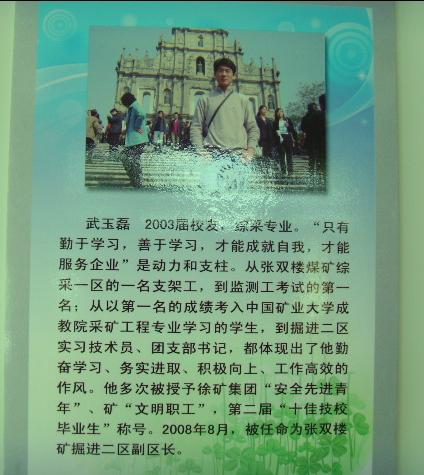 武玉磊　2003届校友，综采专业。“只有
勤于学习，善于学习，才能成就自我，才能
服务企业”是动力和支柱。从张双楼煤矿综
采一区的一名支架工，到监测工考试的第一
名；从以第一名的成绩考入中国矿业大学成
教院采矿工程专业学习的学生，到掘进二区
实习技术员、团支部书记，都体现出了他勤
奋学习、务实进取、积极向上、工作高效的
作风。他多次被授予徐矿集团“安全先进青
年”、矿“文明职工”，第二届“十佳技校
毕业生”称号。2008年8月，被任命为张双楼
矿掘进二区副区长。